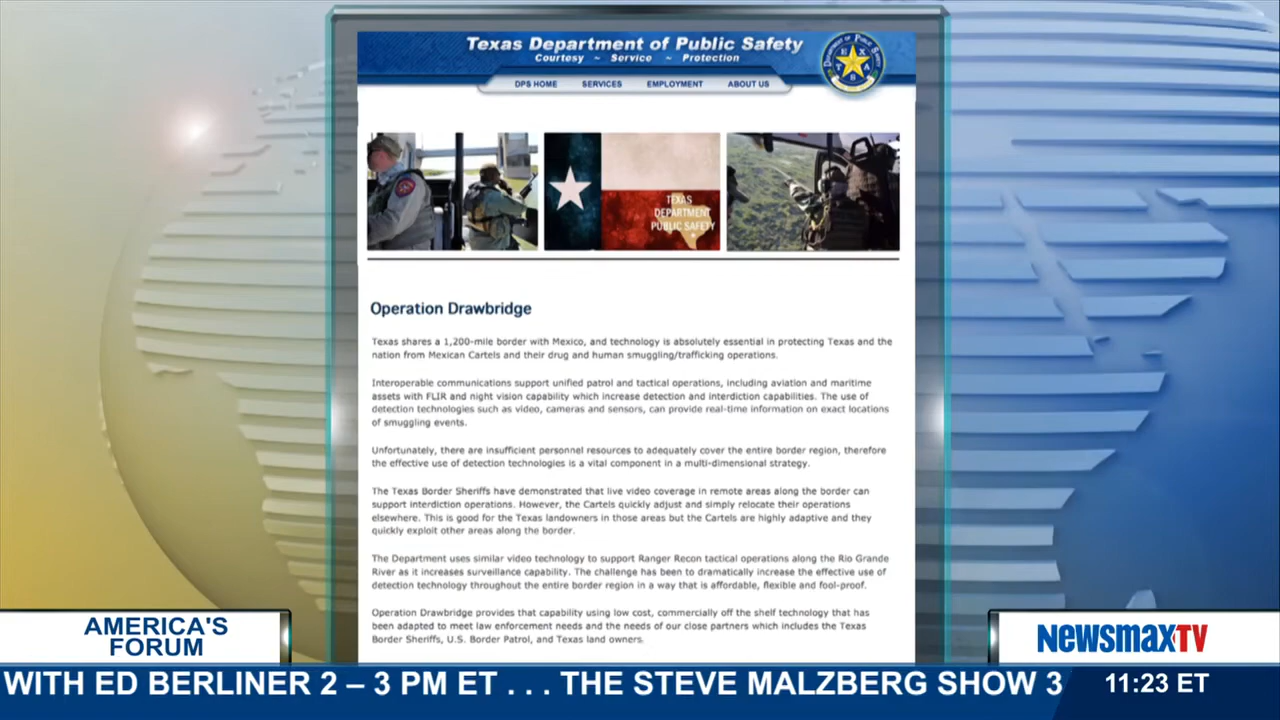 Texas Department of Public Safety
Courtesy ~ Service ~ Protection
DPS HOME SERVICES EMPLOYMENT ABOUT US
TEXAS
DEPARTMENT
PUBLIC SAFETY
Operation Drawbridge
Texas shares a 1,200-mile border with Mexico, and technology is absolutely essential in protecting Texas and the
nation from Mexican Cartels and their drug and human smuggling/trafficking operations.
Interoperable communications support unified patrol and tactical operations, including aviation and maritime
assets with FLIR and night vision capability which increase detection and interdiction capabilities. The use of
detection technologies such as video, cameras and sensors, can provide real-time information on exact locations
of smuggling events.
Unfortunately, there are insufficient personnel resources to adequately cover the entire border region, therefore
the effective use of detection technologies is a vital component in a multi-dimensional strategy.
The Texas Border Sheriffs have demonstrated that live video coverage in remote areas along the border can
support interdiction operations. However, the Cartels quickly adjust and simply relocate their operations
elsewhere. This is good for the Texas landowners in those areas but the Cartels are highly adaptive and they
quickly exploit other areas along the border.
The Department uses similar video technology to support Ranger Recon tactical operations along the Rio Grande
River as it increases surveillance capability. The challenge has been to dramatically increase the effective use of
detection technology throughout the entire border region in a way that is affordable, flexible and fool-proof.
Operation Drawbridge provides that capability using low cost, commercially off the shelf technology that has
been adapted to meet law enforcement needs and the needs of our close partners which includes the Texas
Border Sheriffs, U.S. Border Patrol, and Texas land owners.
AMERICA'S
FORUM
NEWSMAXTV
WITH ED BERLINER 2 – 3 PM ET . . . THE STEVE MALZBERG SHOW 3
11:23 ET